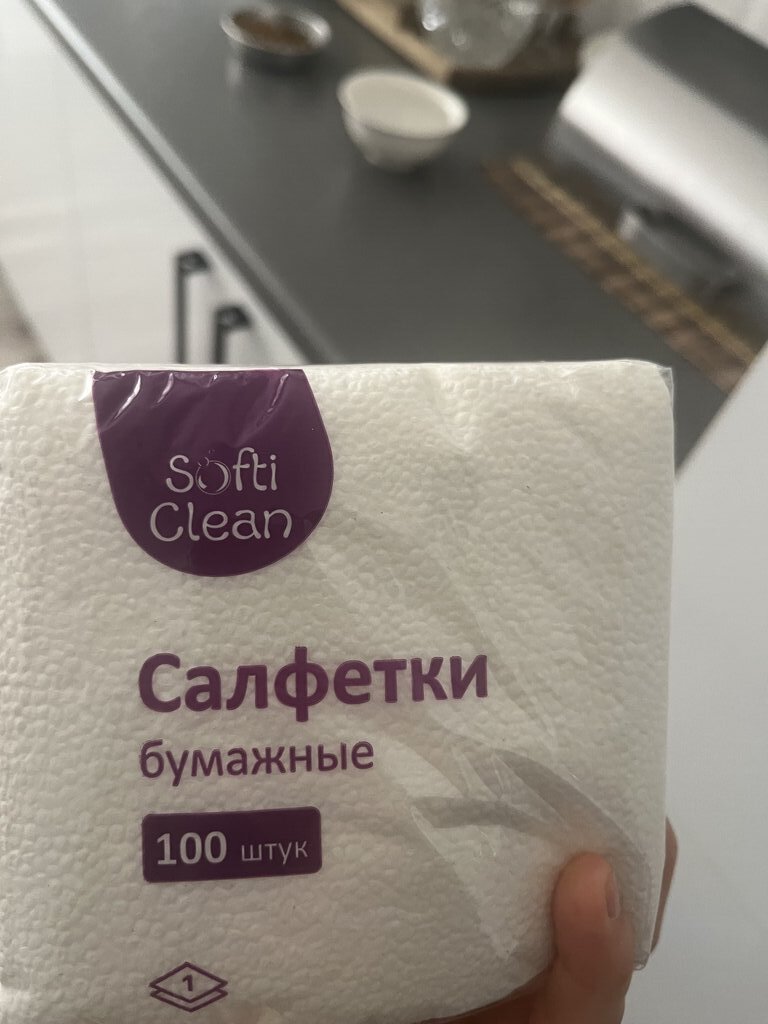 Softi
Clean
Салфетки
бумажные
100 штук
1